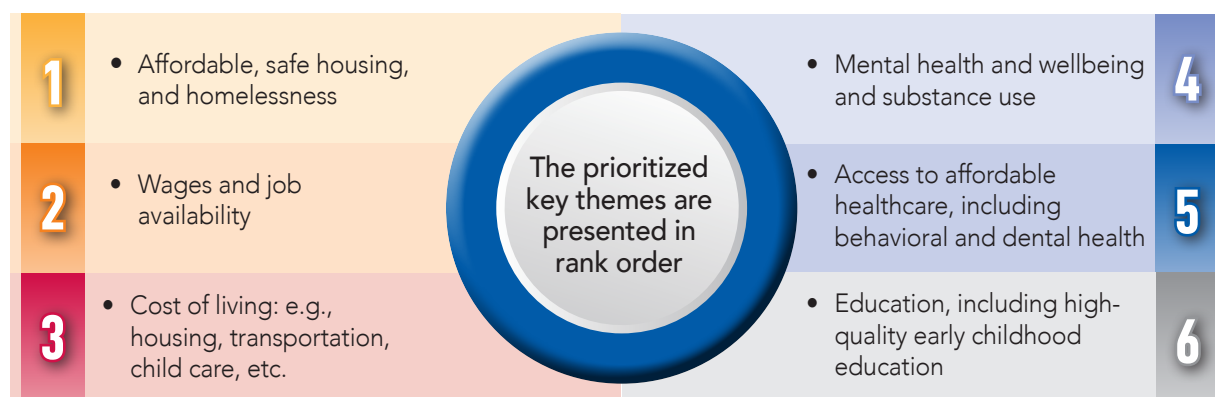 1
• Affordable, safe housing,
and homelessness
2
• Wages and job
availability
3
• Cost of living: e.g.,
housing, transportation,
child care, etc.
The prioritized
key themes are
presented in
rank order
• Mental health and wellbeing
and substance use
4
• Access to affordable
healthcare, including
behavioral and dental health
5
• Education, including high-
quality early childhood
education
6